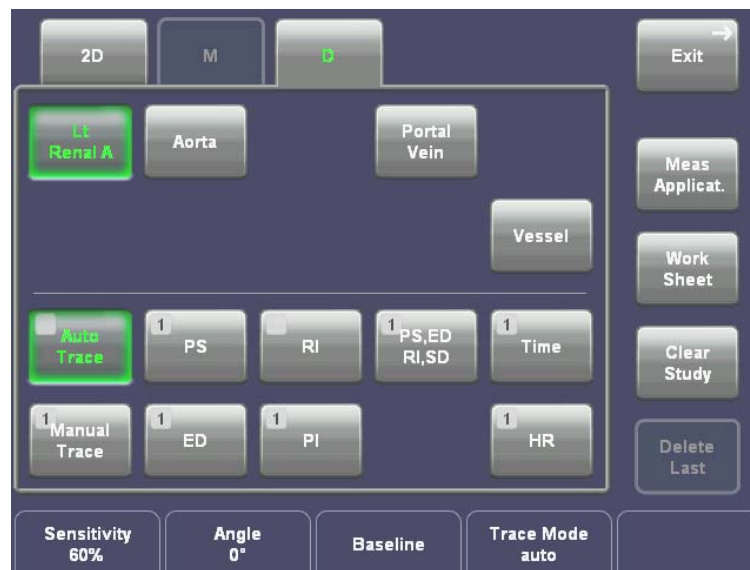 2D
M
D
Exit
Lt
Renal A
Aorta
Portal
Vein
Meas
Applicat.
Vessel
Work
Sheet
Auto
Trace
1
PS
RI
1
PS,ED
RI,SD
1
Time
Clear
Study
1
Manual
Trace
1
ED
1
PI
1
HR
Delete
Last
Sensitivity
60%
Angle
0°
Baseline
Trace Mode
auto